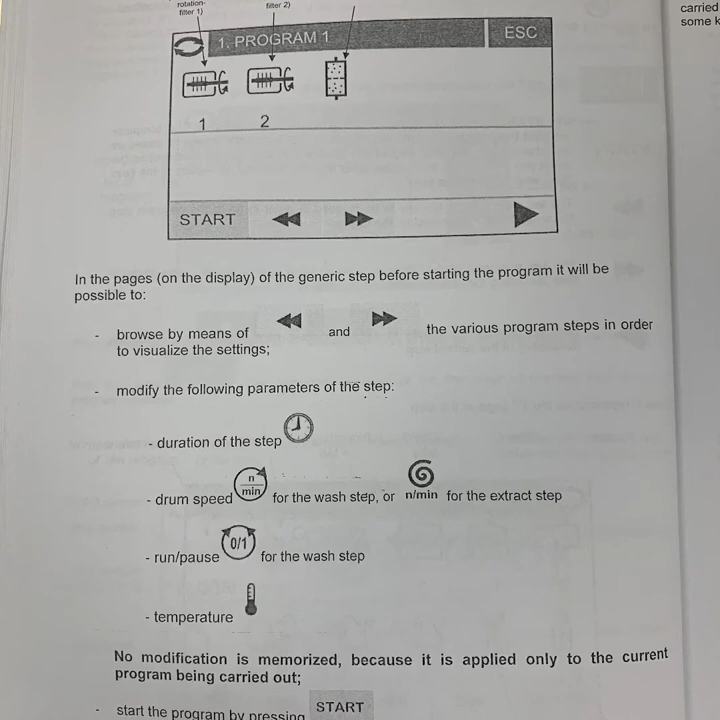 rotation-
filter 1)
filter 2)
1. PROGRAM 1
ESC
1
2
START
In the pages (on the display) of the generic step before starting the program it will be
possible to:
- browse by means of and the various program steps in order
to visualize the settings;
- modify the following parameters of the step:
- duration of the step
- drum speed n/min for the wash step, or n/min for the extract step
- run/pause 0/1 for the wash step
- temperature
No modification is memorized, because it is applied only to the current
program being carried out;
- start the program by pressing START
carried
some k